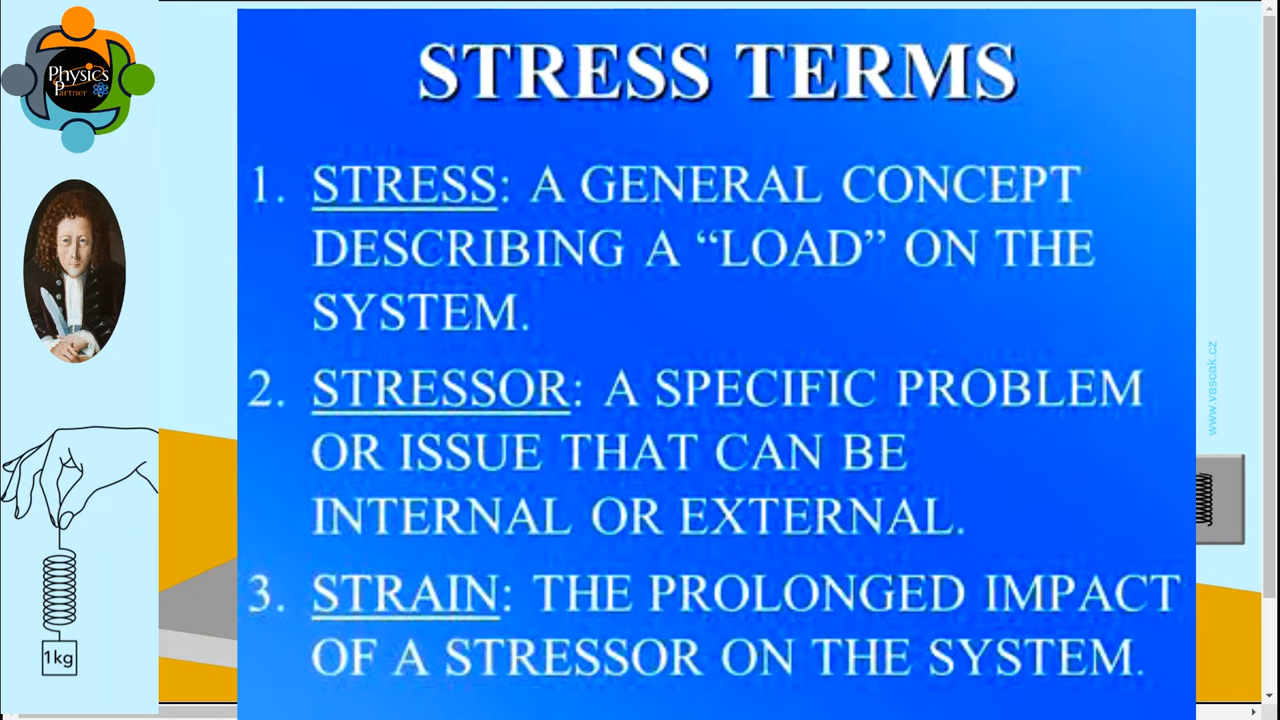 Physics
Partner
STRESS TERMS
1. STRESS: A GENERAL CONCEPT
DESCRIBING A “LOAD” ON THE
SYSTEM.
2. STRESSOR: A SPECIFIC PROBLEM
OR ISSUE THAT CAN BE
INTERNAL OR EXTERNAL.
3. STRAIN: THE PROLONGED IMPACT
OF A STRESSOR ON THE SYSTEM.
1kg
www.vascak.cz